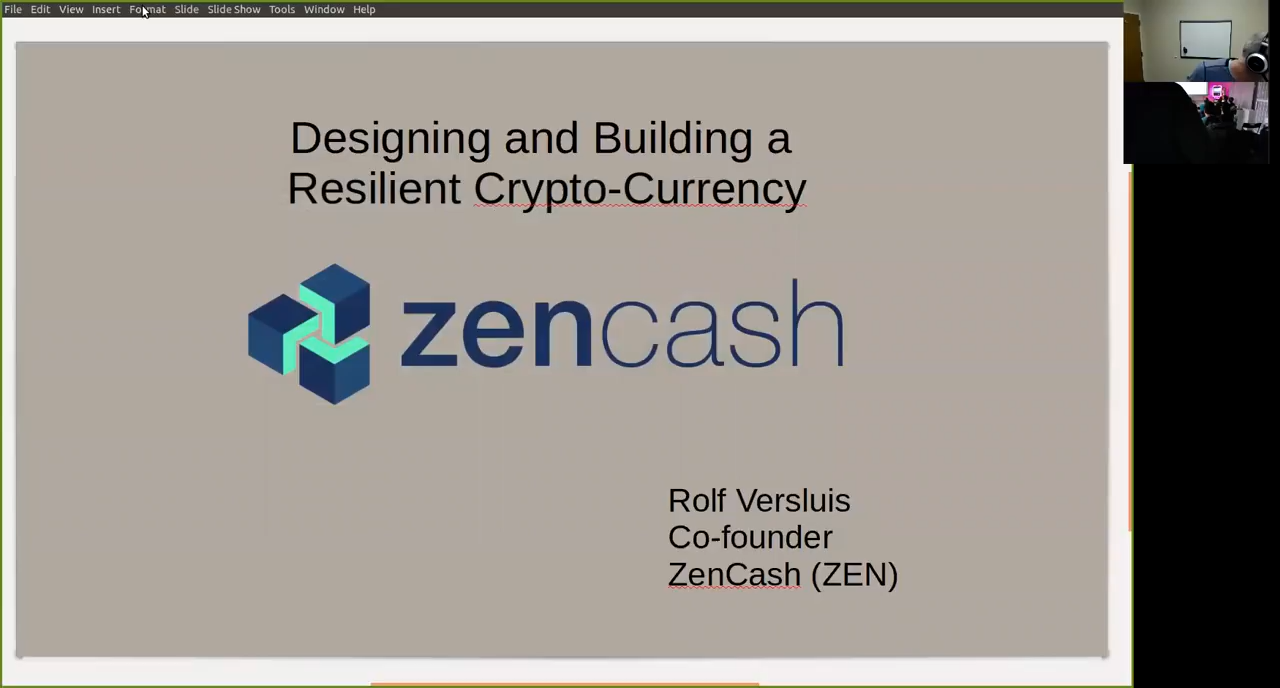 File Edit View Insert Format Slide Slide Show Tools Window Help
Designing and Building a
Resilient Crypto-Currency
zencash
Rolf Versluis
Co-founder
ZenCash (ZEN)